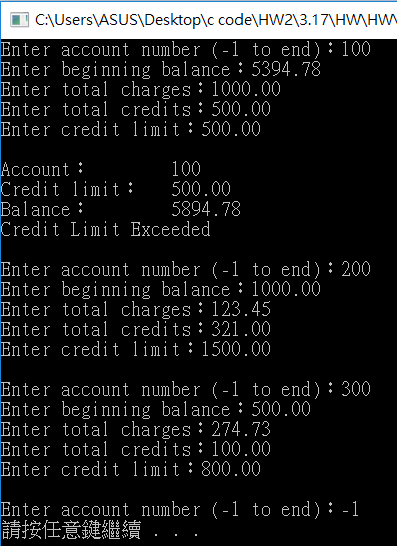 C:\Users\ASUS\Desktop\c code\HW2\3.17\HW\HW\
Enter account number (-1 to end)：100
Enter beginning balance：5394.78
Enter total charges：1000.00
Enter total credits：500.00
Enter credit limit：500.00
Account：	100
Credit limit：	500.00
Balance：	5894.78
Credit Limit Exceeded
Enter account number (-1 to end)：200
Enter beginning balance：1000.00
Enter total charges：123.45
Enter total credits：321.00
Enter credit limit：1500.00
Enter account number (-1 to end)：300
Enter beginning balance：500.00
Enter total charges：274.73
Enter total credits：100.00
Enter credit limit：800.00
Enter account number (-1 to end)：-1
請按任意鍵繼續 . . .